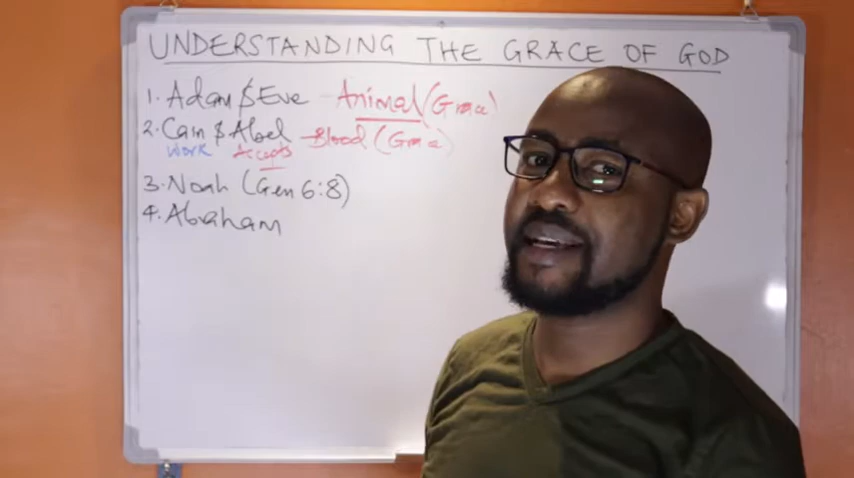 UNDERSTANDING THE GRACE OF GOD
1. Adam $ Eve - Animal (Grace)
2. Cain $ Abel - Blood (Grace)
Work Accepts
3. Noah (Gen 6:8)
4. Abraham